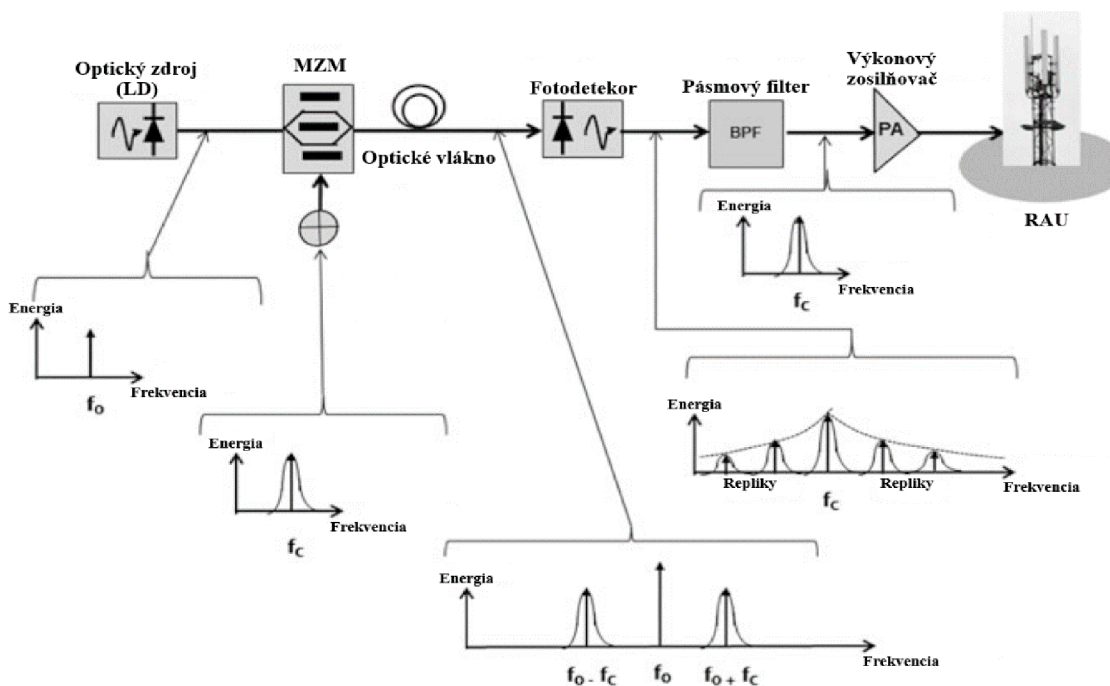 Optický zdroj
(LD)
MZM
Optické vlákno
Fotodetekor
Pásmový filter
BPF
Výkonový
zosilňovač
PA
RAU
Energia
Frekvencia
fo
Energia
Frekvencia
fc
Energia
Frekvencia
fo - fc
fo
fo + fc
Energia
Frekvencia
fc
Energia
Repliky
Repliky
Frekvencia
fc